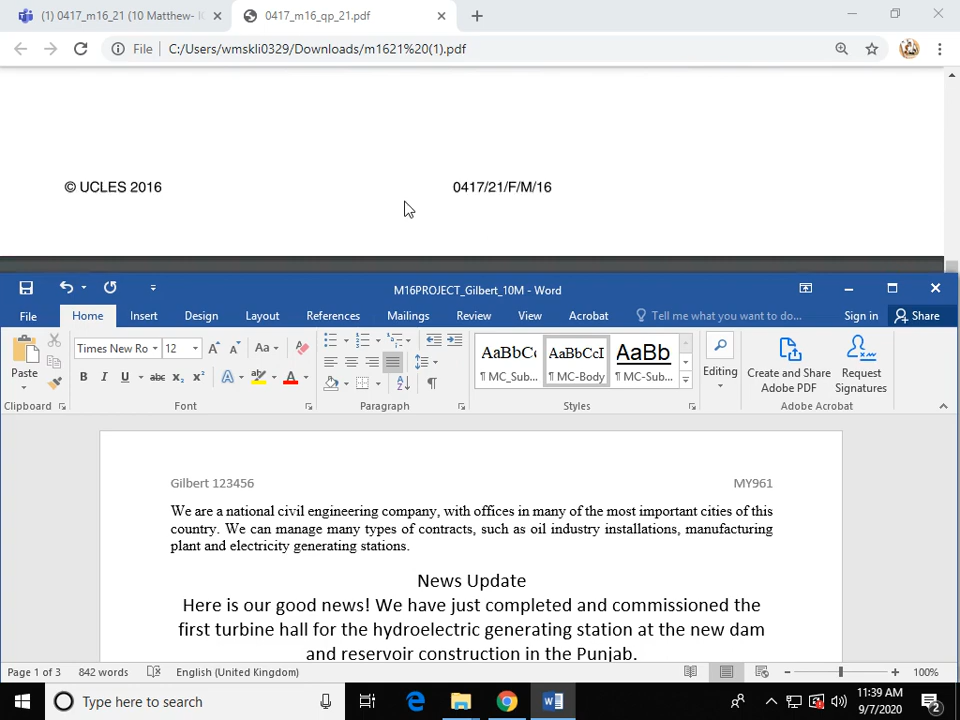 (1) 0417_m16_21 (10 Matthew- K
0417_m16_qp_21.pdf
File
C:/Users/wmskli0329/Downloads/m1621%20(1).pdf
© UCLES 2016
0417/21/F/M/16
M16PROJECT_Gilbert_10M - Word
File Home Insert Design Layout References Mailings Review View Acrobat Tell me what you want to do... Sign in Share
Times New Ro 12 Aa
AaBbCc AaBbCcI AaBb
Paste
B I U abc x₂ x² A A
¶ MC_Sub... ¶ MC-Body ¶ MC-Sub...
Editing
Create and Share
Adobe PDF
Request
Signatures
Clipboard Font Paragraph Styles Adobe Acrobat
Gilbert 123456 MY961
We are a national civil engineering company, with offices in many of the most important cities of this
country. We can manage many types of contracts, such as oil industry installations, manufacturing
plant and electricity generating stations.
News Update
Here is our good news! We have just completed and commissioned the
first turbine hall for the hydroelectric generating station at the new dam
and reservoir construction in the Punjab.
Page 1 of 3 842 words English (United Kingdom) 100%
Type here to search
11:39 AM
9/7/2020
2